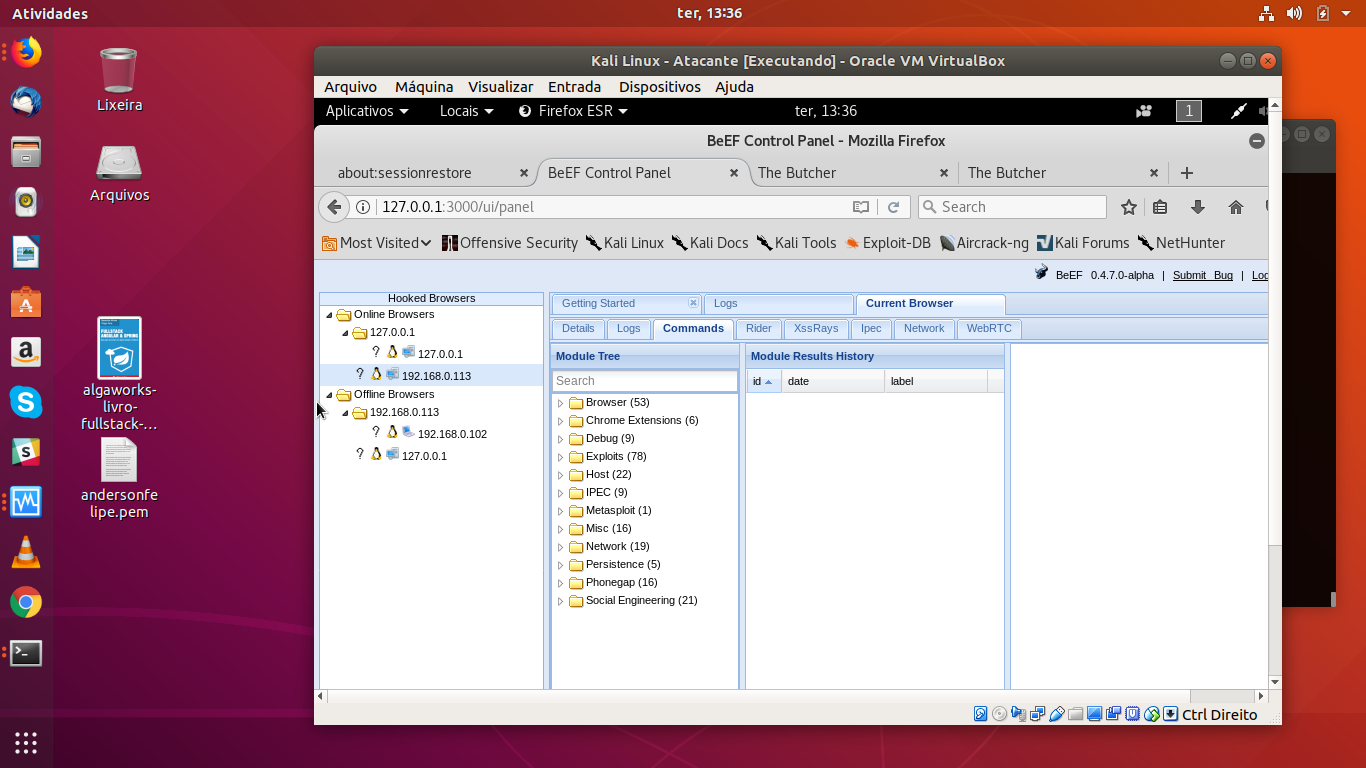 Atividades
ter, 13:36
Lixeira
Arquivos
algaworks-
livro-
fullstack-...
andersonfe
lipe.pem
Kali Linux - Atacante [Executando] - Oracle VM VirtualBox
Arquivo Máquina Visualizar Entrada Dispositivos Ajuda
Aplicativos Locais Firefox ESR ter, 13:36 1
BeEF Control Panel - Mozilla Firefox
about:sessionrestore BeEF Control Panel The Butcher The Butcher
127.0.0.1:3000/ui/panel Search
Most Visited Offensive Security Kali Linux Kali Docs Kali Tools Exploit-DB Aircrack-ng Kali Forums NetHunter
BeEF 0.4.7.0-alpha | Submit Bug |
Hooked Browsers
Online Browsers
127.0.0.1
? 127.0.0.1
? 192.168.0.113
Offline Browsers
192.168.0.113
? 192.168.0.102
? 127.0.0.1
Getting Started Logs Current Browser
Details Logs Commands Rider XssRays Ipec Network WebRTC
Module Tree
Search
Browser (53)
Chrome Extensions (6)
Debug (9)
Exploits (78)
Host (22)
IPEC (9)
Metasploit (1)
Misc (16)
Network (19)
Persistence (5)
Phonegap (16)
Social Engineering (21)
Module Results History
id date label
Ctrl Direito